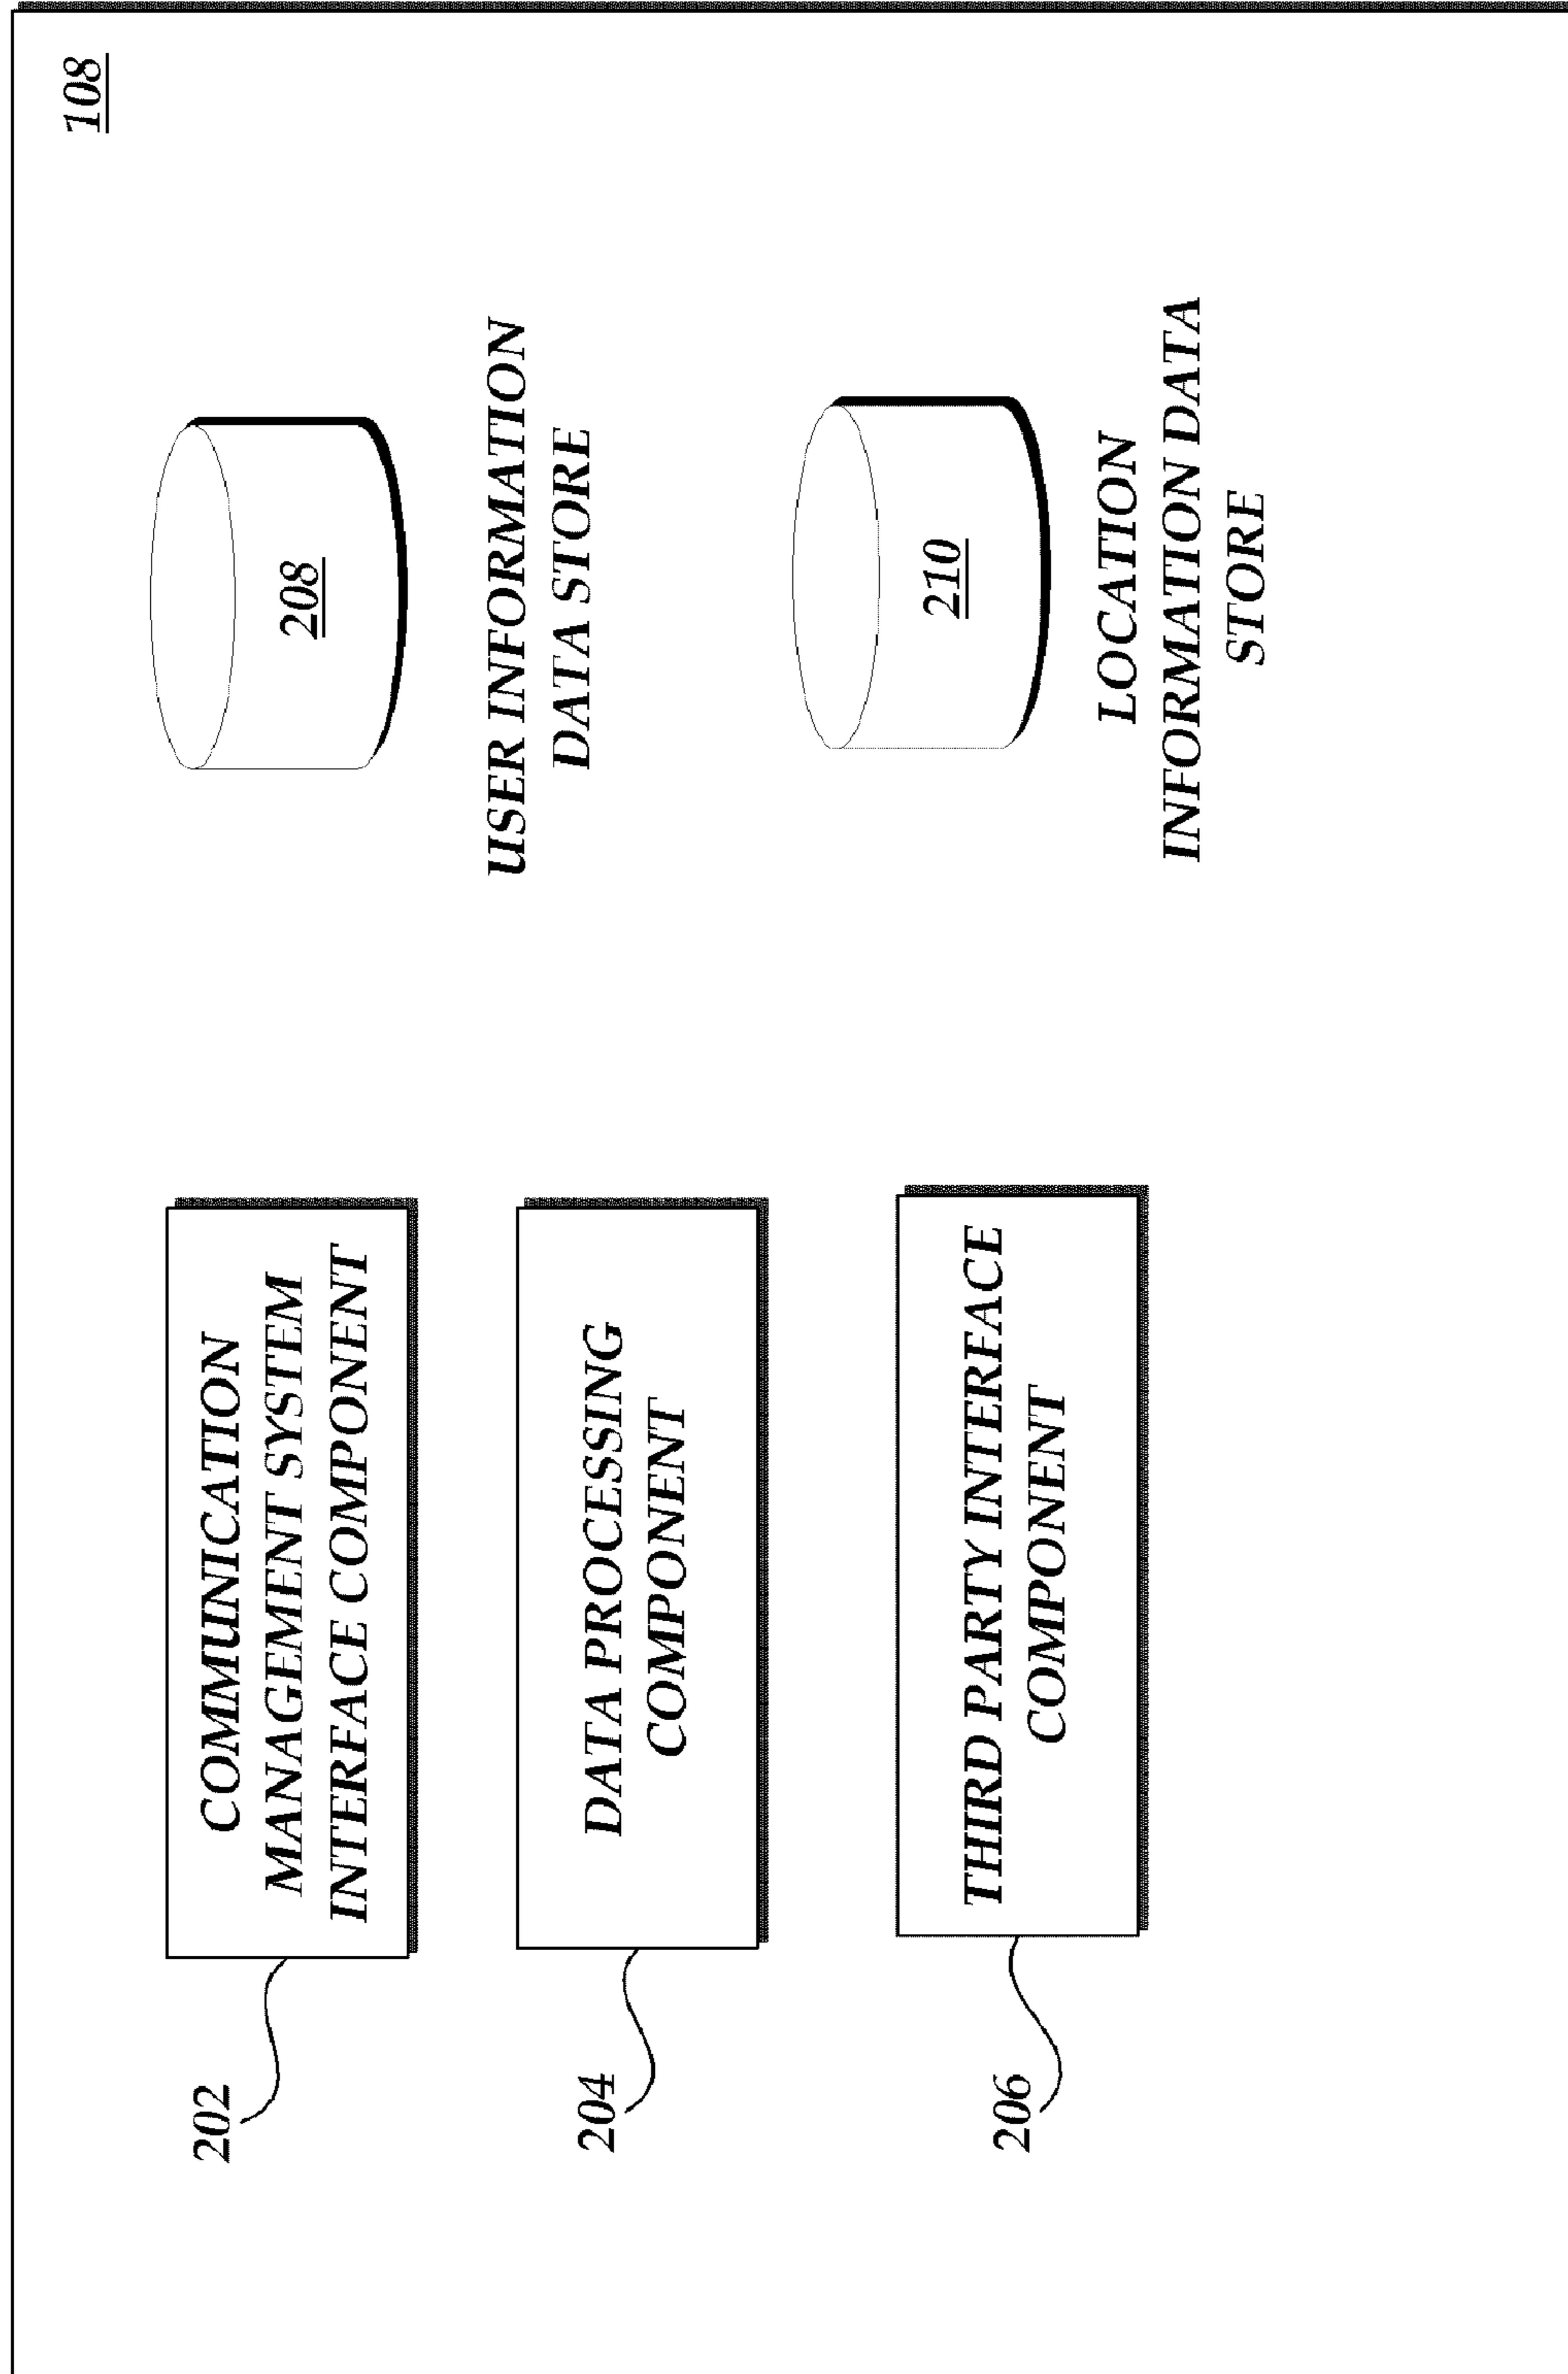 108
202
COMMUNICATION
MANAGEMENT SYSTEM
INTERFACE COMPONENT
208
USER INFORMATION
DATA STORE
204
DATA PROCESSING
COMPONENT
210
LOCATION
INFORMATION DATA
STORE
206
THIRD PARTY INTERFACE
COMPONENT